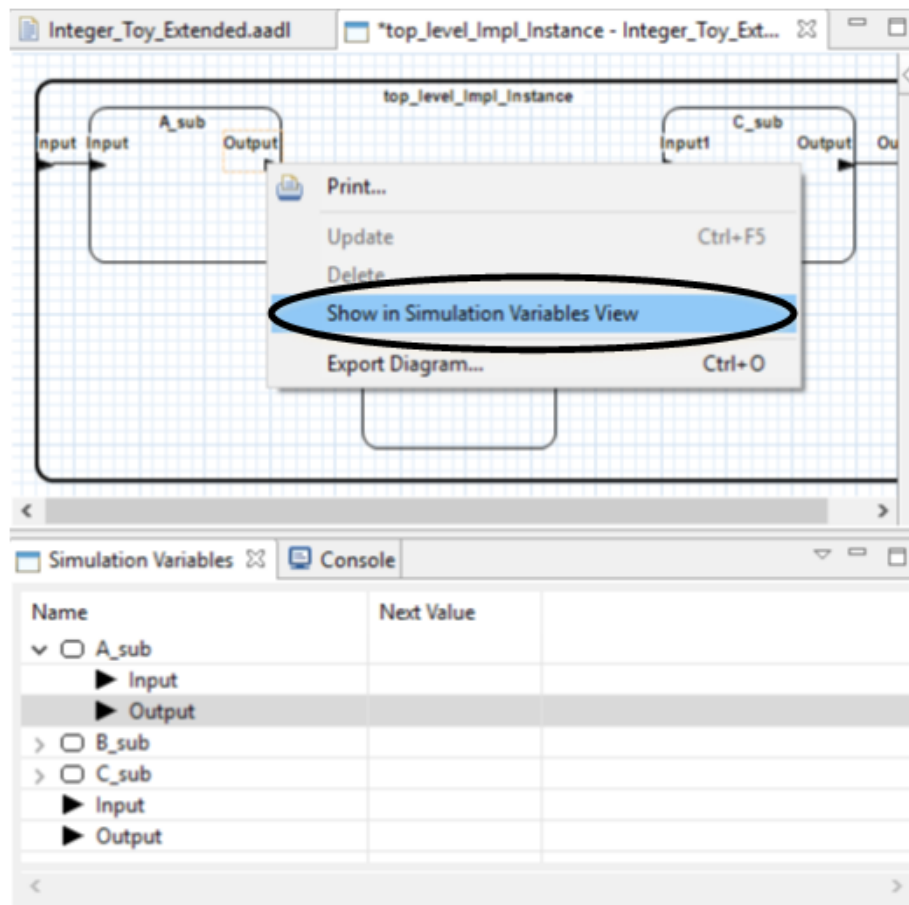 Integer_Toy_Extended.aadl
*top_level_Impl_Instance - Integer_Toy_Ext...
top_level_Impl_Instance
A_sub
C_sub
nput
Input
Output
Input1
Output
Ou
Print...
Update Ctrl+F5
Delete
Show in Simulation Variables View
Export Diagram... Ctrl+O
Simulation Variables
Console
Name Next Value
A_sub
Input
Output
B_sub
C_sub
Input
Output